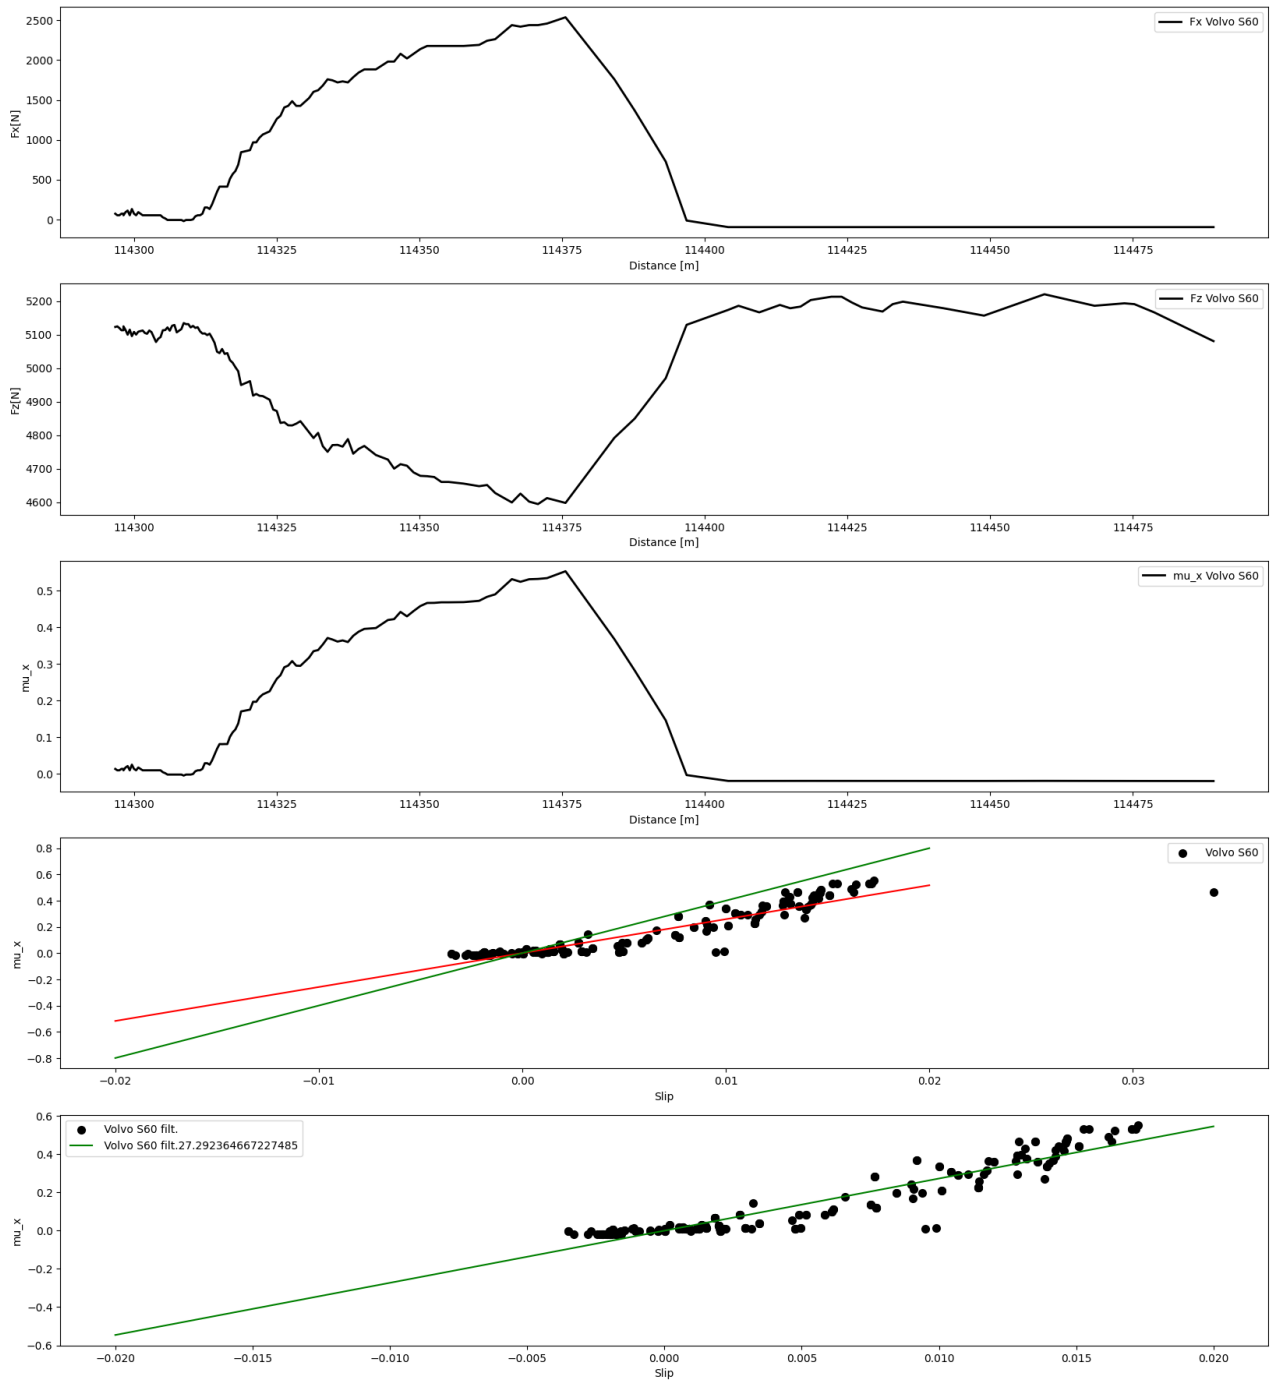 Fx Volvo S60
Fx[N]
2500
2000
1500
1000
500
0
114300 114325 114350 114375 114400 114425 114450 114475
Distance [m]
Fz Volvo S60
Fz[N]
5200
5100
5000
4900
4800
4700
4600
114300 114325 114350 114375 114400 114425 114450 114475
Distance [m]
mu_x Volvo S60
mu_x
0.5
0.4
0.3
0.2
0.1
0.0
114300 114325 114350 114375 114400 114425 114450 114475
Distance [m]
Volvo S60
mu_x
0.8
0.6
0.4
0.2
0.0
−0.2
−0.4
−0.6
−0.8
−0.02 −0.01 0.00 0.01 0.02 0.03
Slip
Volvo S60 filt.
Volvo S60 filt.27.292364667227485
mu_x
0.6
0.4
0.2
0.0
−0.2
−0.4
−0.6
−0.020 −0.015 −0.010 −0.005 0.000 0.005 0.010 0.015 0.020
Slip